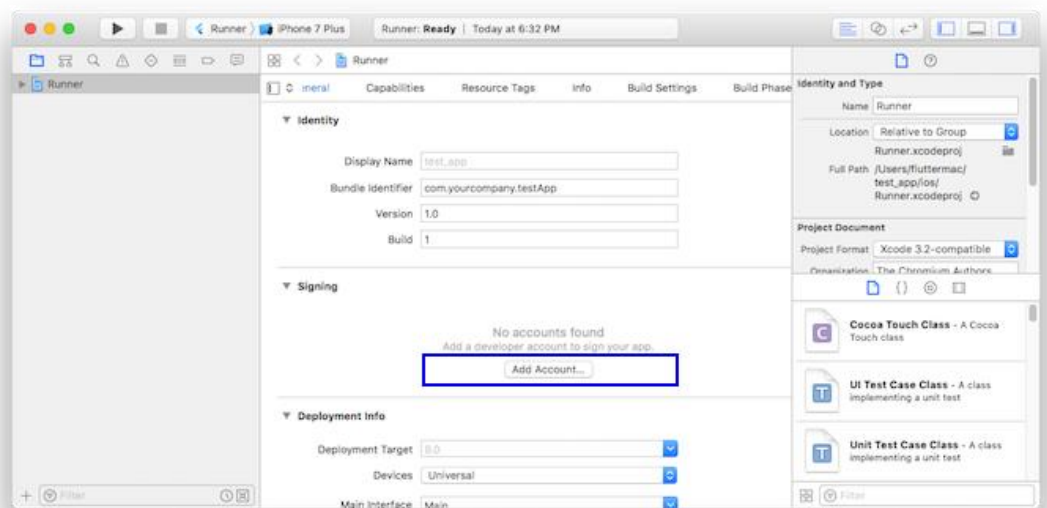 Runner
iPhone 7 Plus
Runner: Ready | Today at 6:32 PM
Runner
Runner
meral
Capabilities
Resource Tags
Info
Build Settings
Build Phase
Identity
Display Name test_app
Bundle Identifier com.yourcompany.testApp
Version 1.0
Build 1
Signing
No accounts found
Add a developer account to sign your app.
Add Account...
Deployment Info
Deployment Target 8.0
Devices Universal
Main Interface Main
Filter
Identity and Type
Name Runner
Location Relative to Group
Runner.xcodeproj
Full Path /Users/fluttermac/
test_app/ios/
Runner.xcodeproj
Project Document
Project Format Xcode 3.2-compatible
Organization The Chromium Authors
Cocoa Touch Class - A Cocoa
Touch class
UI Test Case Class - A class
implementing a unit test
Unit Test Case Class - A class
implementing a unit test
Filter